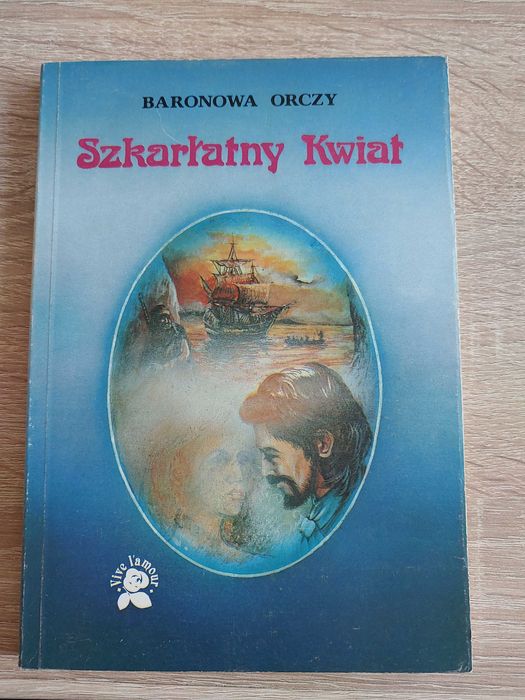 BARONOWA ORCZY
Szkarłatny Kwiat
Vive l'amour